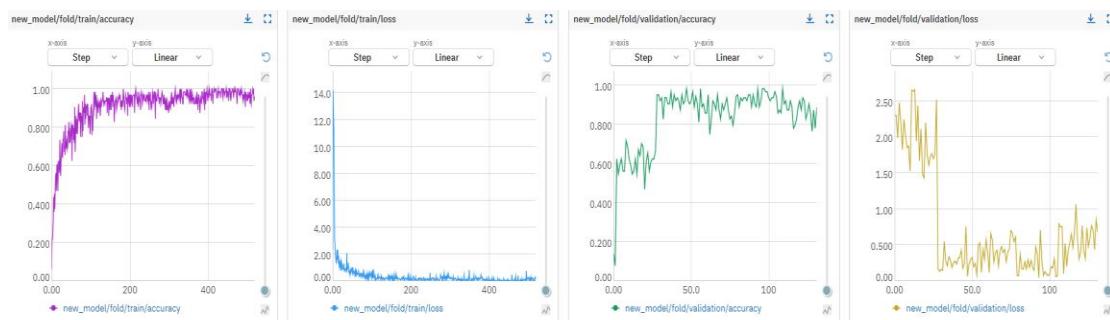 new_model/fold/train/accuracy
x-axis y-axis
Step Linear
1.00
0.800
0.600
0.400
0.200
0.00
0.00 200 400
new_model/fold/train/accuracy
new_model/fold/train/loss
x-axis y-axis
Step Linear
14.0
12.0
10.0
8.00
6.00
4.00
2.00
0.00
0.00 200 400
new_model/fold/train/loss
new_model/fold/validation/accuracy
x-axis y-axis
Step Linear
1.00
0.800
0.600
0.400
0.200
0.00
0.00 50.0 100
new_model/fold/validation/accuracy
new_model/fold/validation/loss
x-axis y-axis
Step Linear
2.50
2.00
1.50
1.00
0.500
0.00
0.00 50.0 100
new_model/fold/validation/loss